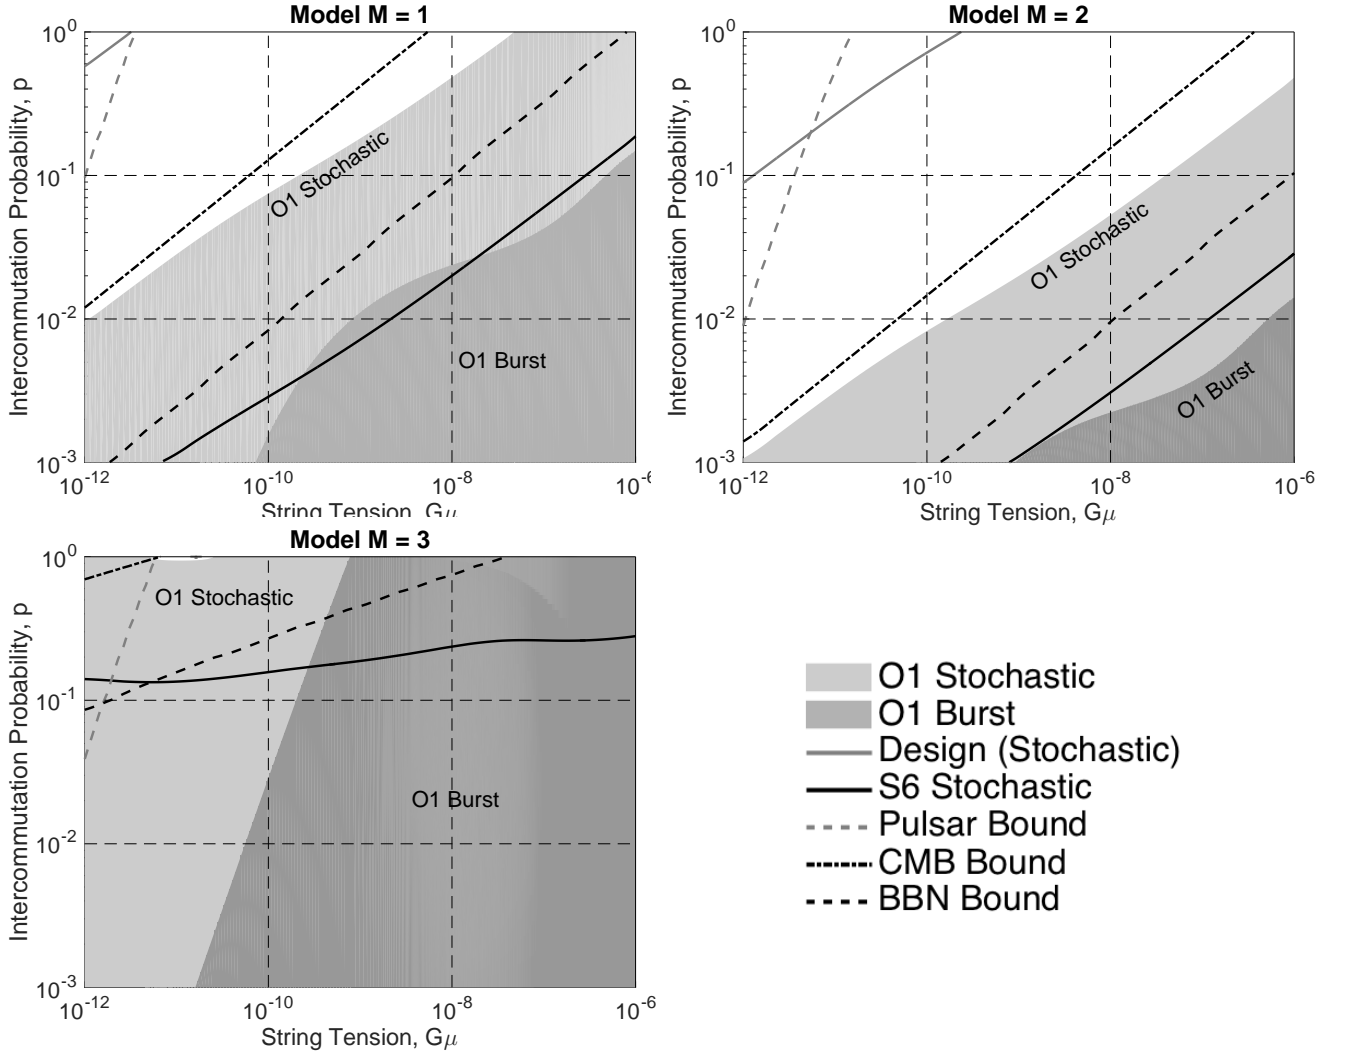 Model M = 1
Intercommutation Probability, p
10^0
10^-1
10^-2
10^-3
O1 Stochastic
O1 Burst
10^-12
10^-10
10^-8
10^-6
String Tension, Gμ
Model M = 2
Intercommutation Probability, p
10^0
10^-1
10^-2
10^-3
O1 Stochastic
O1 Burst
10^-12
10^-10
10^-8
10^-6
String Tension, Gμ
Model M = 3
Intercommutation Probability, p
10^0
10^-1
10^-2
10^-3
O1 Stochastic
O1 Burst
10^-12
10^-10
10^-8
10^-6
String Tension, Gμ
O1 Stochastic
O1 Burst
Design (Stochastic)
S6 Stochastic
Pulsar Bound
CMB Bound
BBN Bound